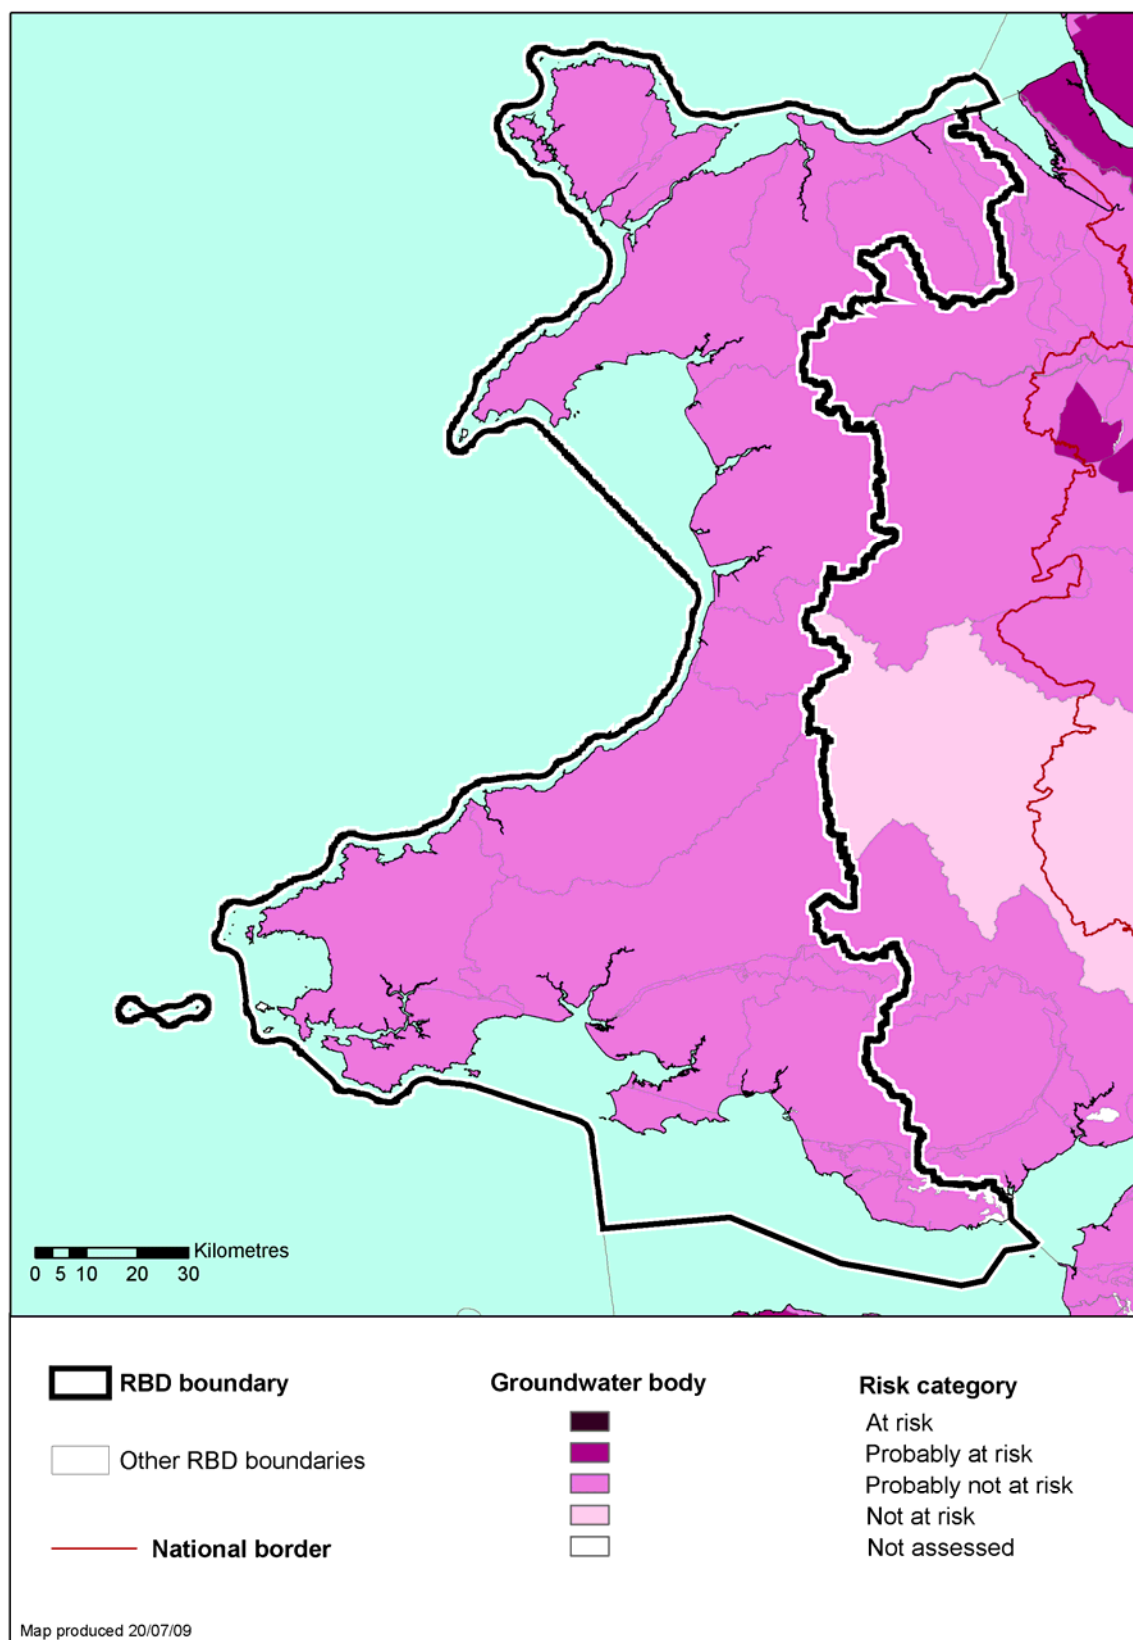 Kilometres
0 5 10 20 30
RBD boundary
Other RBD boundaries
National border
Groundwater body
Risk category
At risk
Probably at risk
Probably not at risk
Not at risk
Not assessed
Map produced 20/07/09